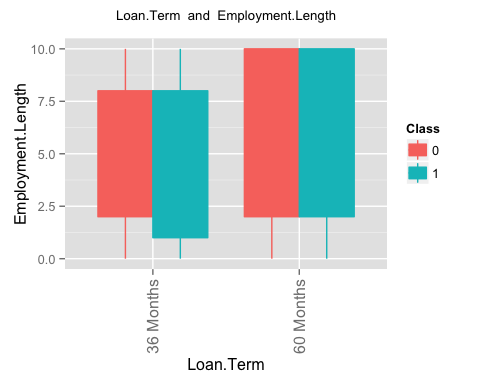 Loan.Term and Employment.Length
10.0
7.5
5.0
2.5
0.0
Employment.Length
36 Months
60 Months
Loan.Term
Class
0
1